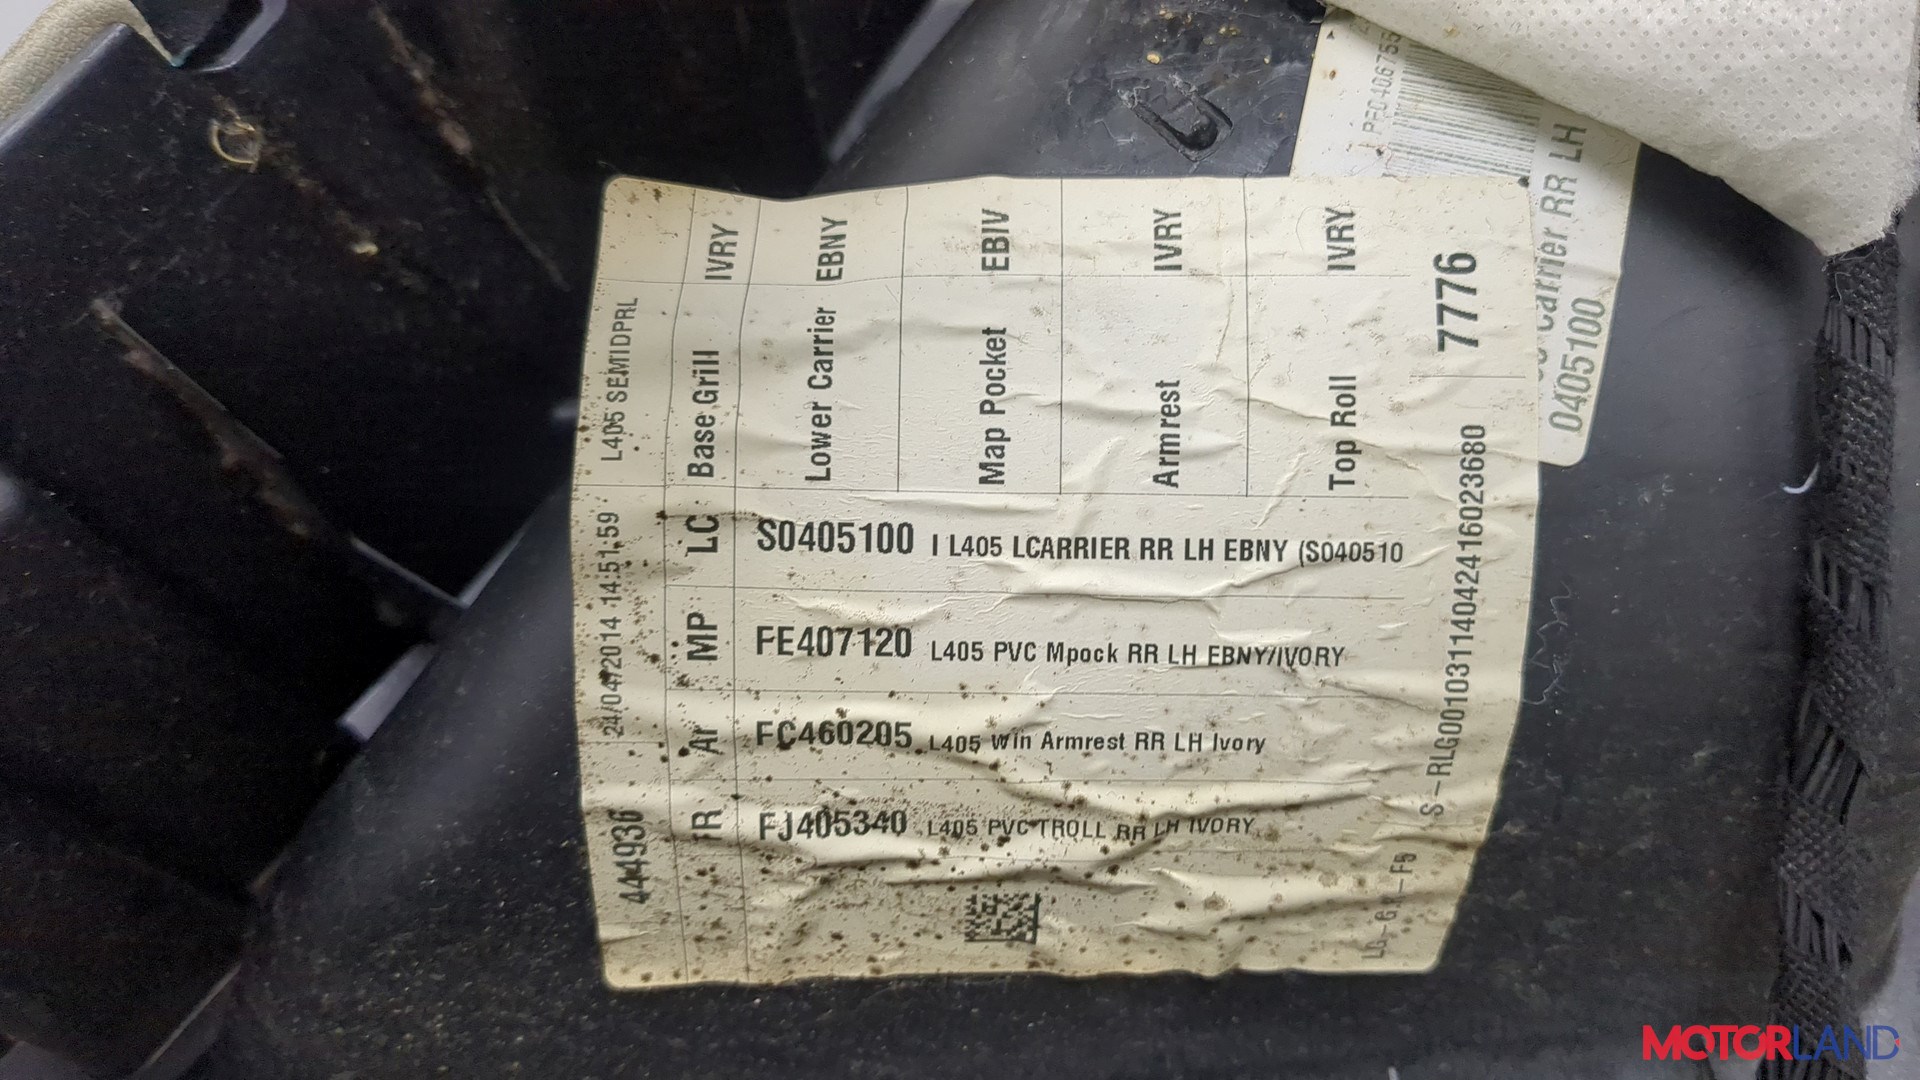 444936 24/04/2014 14:51:59 L405 SEMIDPRL
LC Base Grill IVRY
MP
Ar
S0405100 I L405 LCARRIER RR LH EBNY (S040510
FE407120 L405 PVC Mpock RR LH EBNY/IVORY
FC460205 L405 Win Armrest RR LH Ivory
FJ405340 L405 PVC TROLL RR LH IVORY
Lower Carrier EBNY
Map Pocket EBIV
Armrest IVRY
Top Roll IVRY
S-RLG00103114042416023680 7776
Carrier RR LH
0405100
MOTORLAND